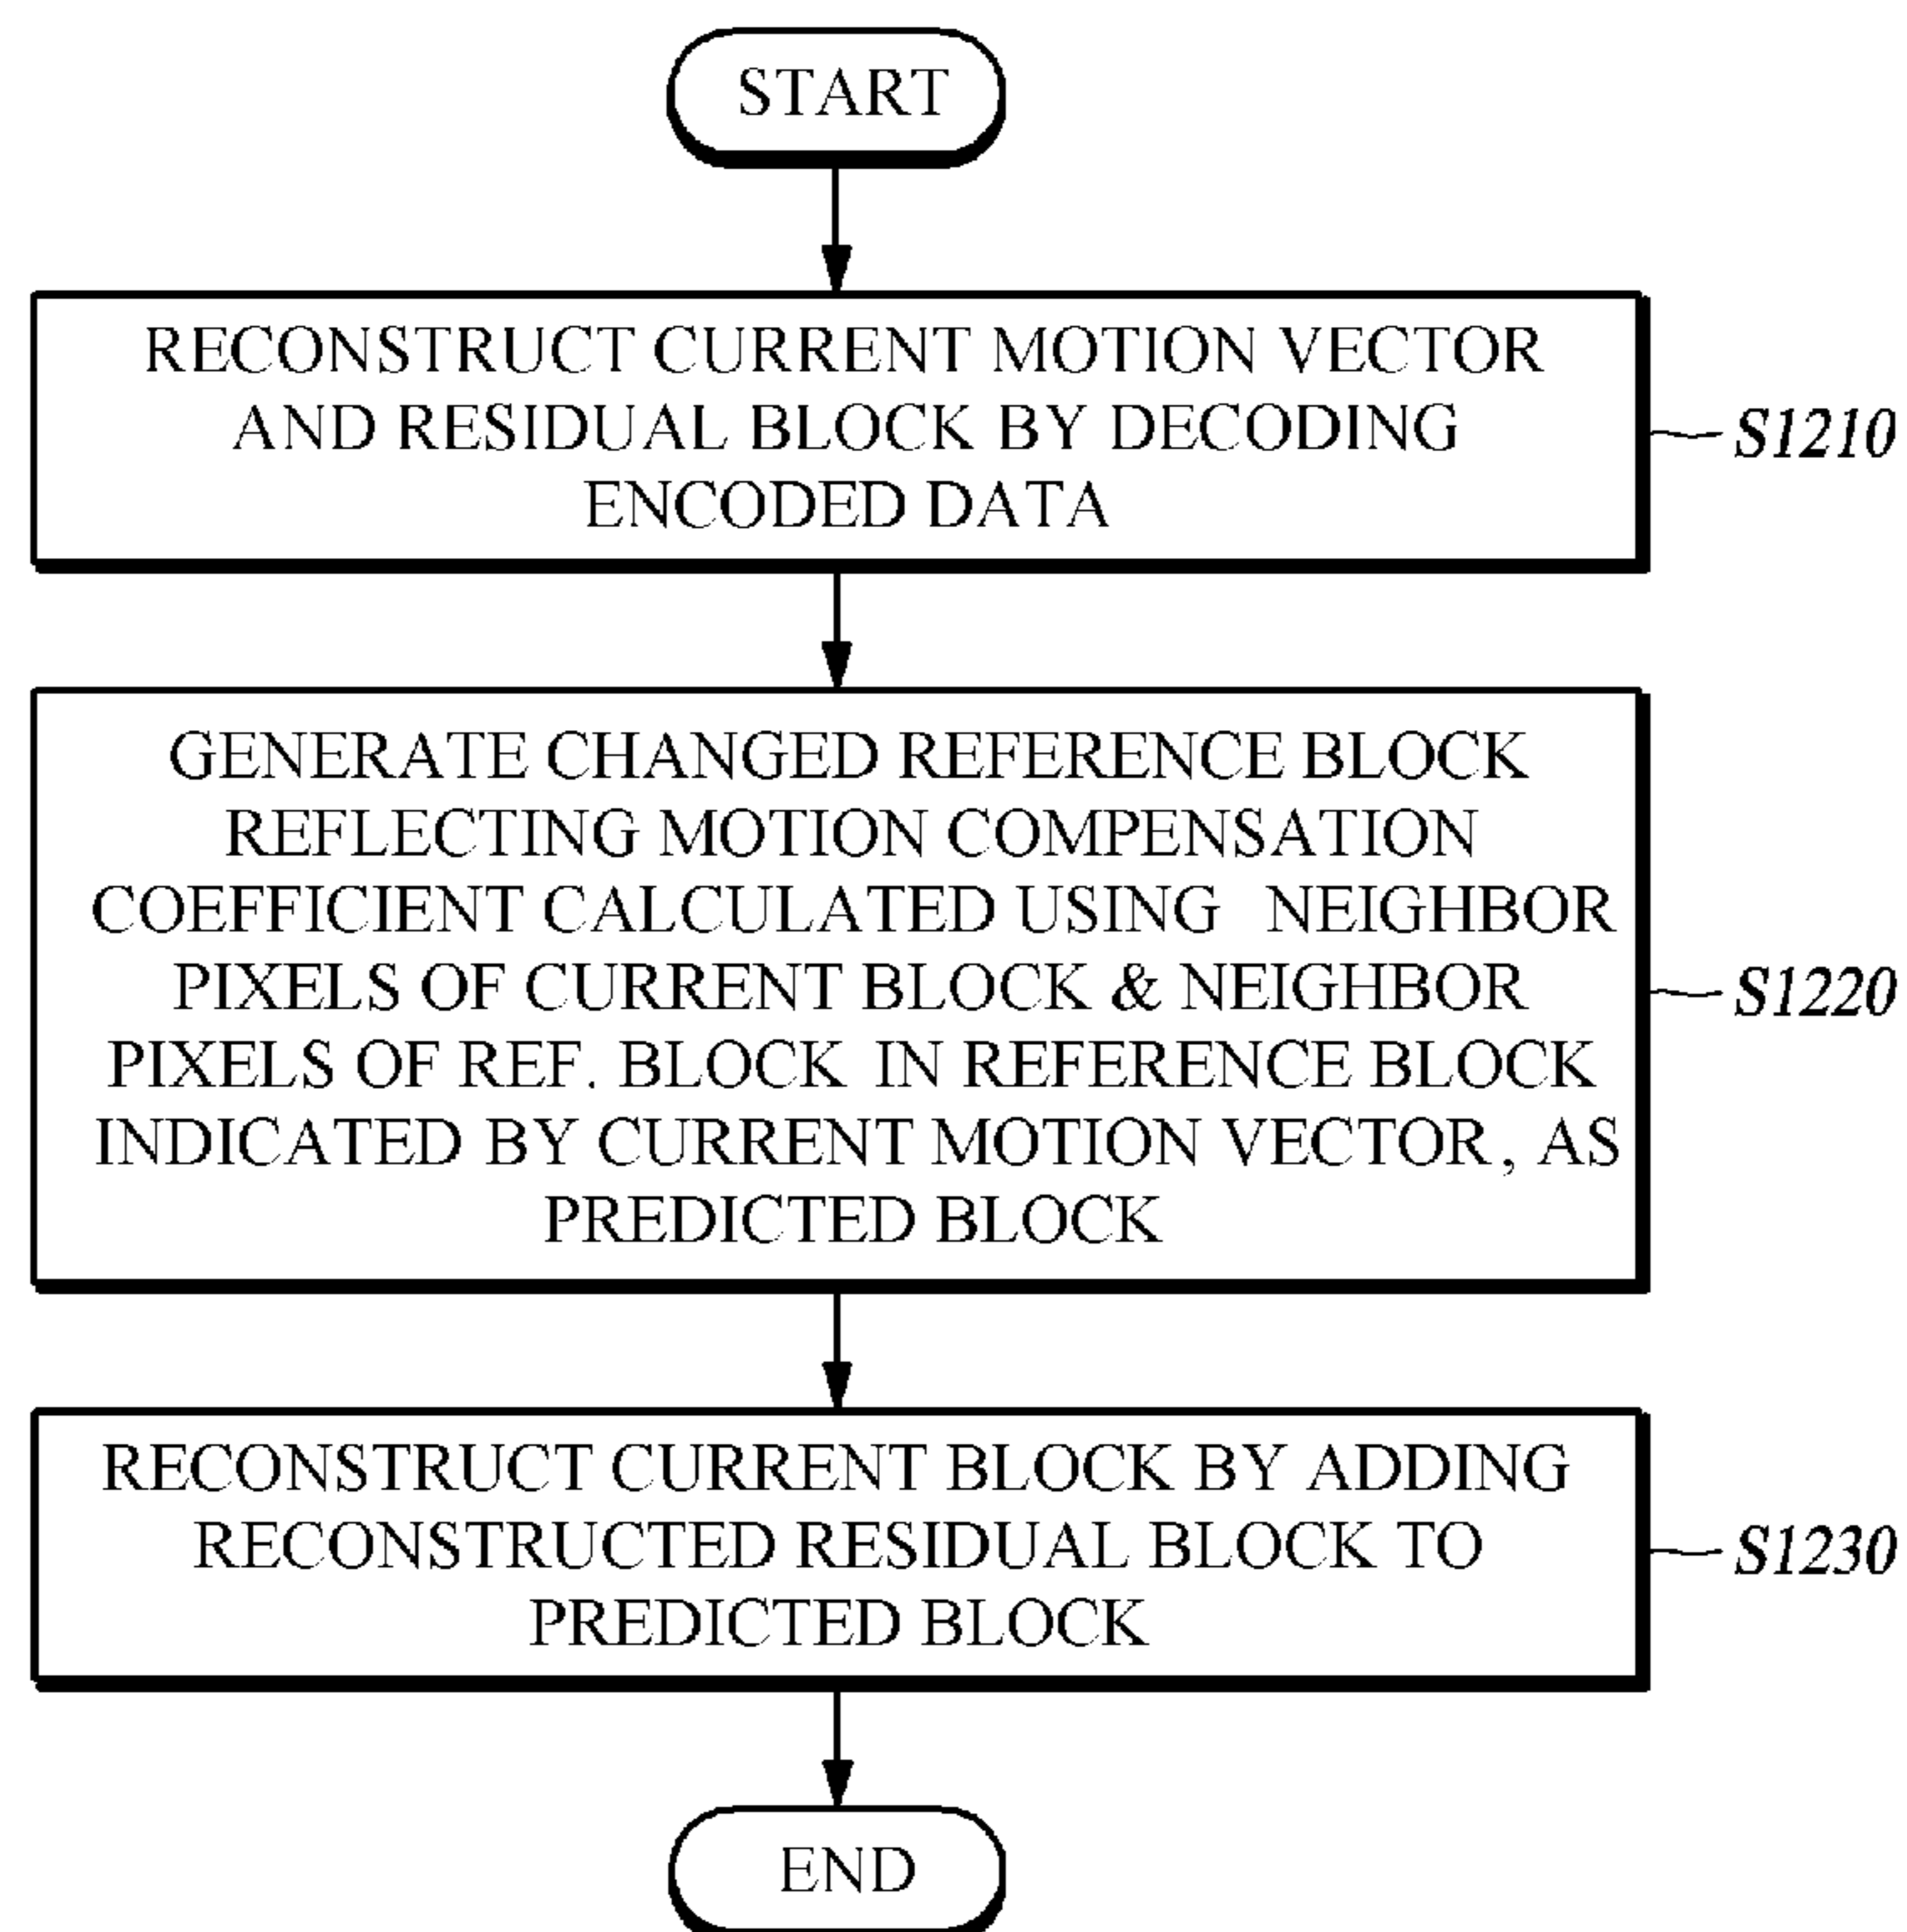 START
RECONSTRUCT CURRENT MOTION VECTOR
AND RESIDUAL BLOCK BY DECODING
ENCODED DATA
S1210
GENERATE CHANGED REFERENCE BLOCK
REFLECTING MOTION COMPENSATION
COEFFICIENT CALCULATED USING NEIGHBOR
PIXELS OF CURRENT BLOCK & NEIGHBOR
PIXELS OF REF. BLOCK IN REFERENCE BLOCK
INDICATED BY CURRENT MOTION VECTOR, AS
PREDICTED BLOCK
S1220
RECONSTRUCT CURRENT BLOCK BY ADDING
RECONSTRUCTED RESIDUAL BLOCK TO
PREDICTED BLOCK
S1230
END